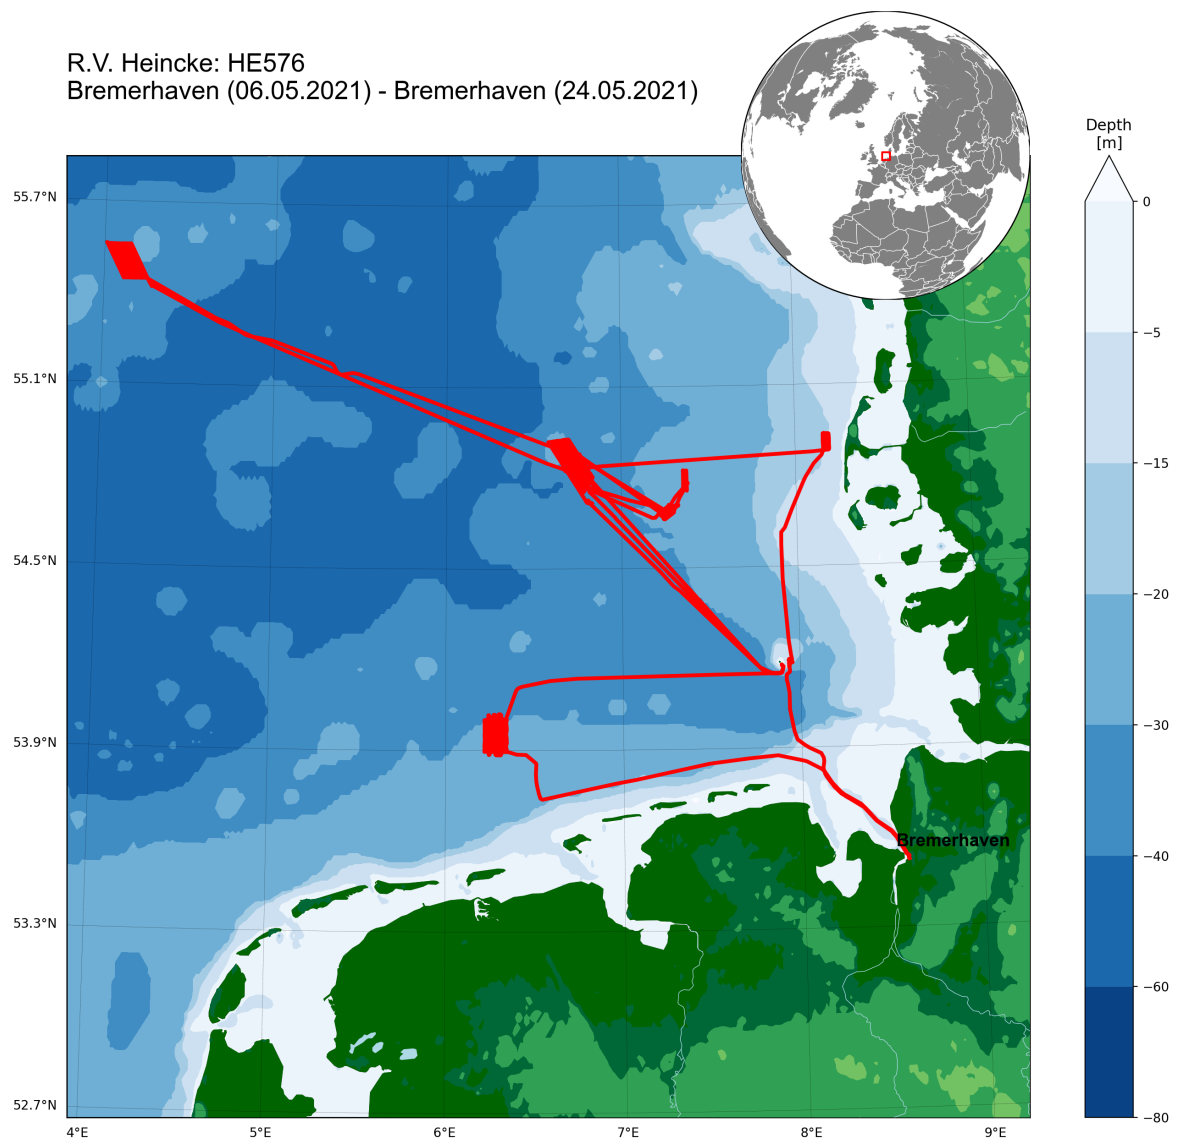 R.V. Heincke: HE576
Bremerhaven (06.05.2021) - Bremerhaven (24.05.2021)
Depth
[m]
0
−5
−15
−20
−30
−40
−60
−80
55.7°N
55.1°N
54.5°N
53.9°N
53.3°N
52.7°N
Bremerhaven
4°E
5°E
6°E
7°E
8°E
9°E